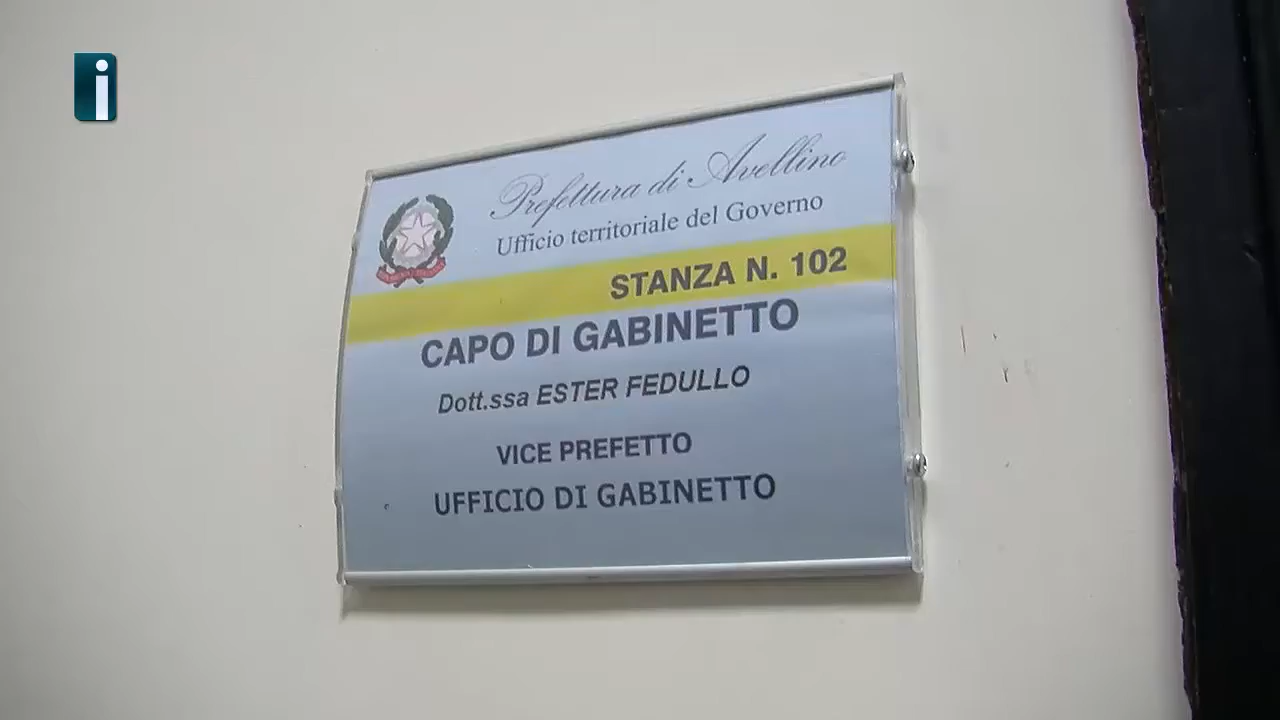 i
Prefettura di Avellino
Ufficio territoriale del Governo
STANZA N. 102
CAPO DI GABINETTO
Dott.ssa ESTER FEDULLO
VICE PREFETTO
UFFICIO DI GABINETTO